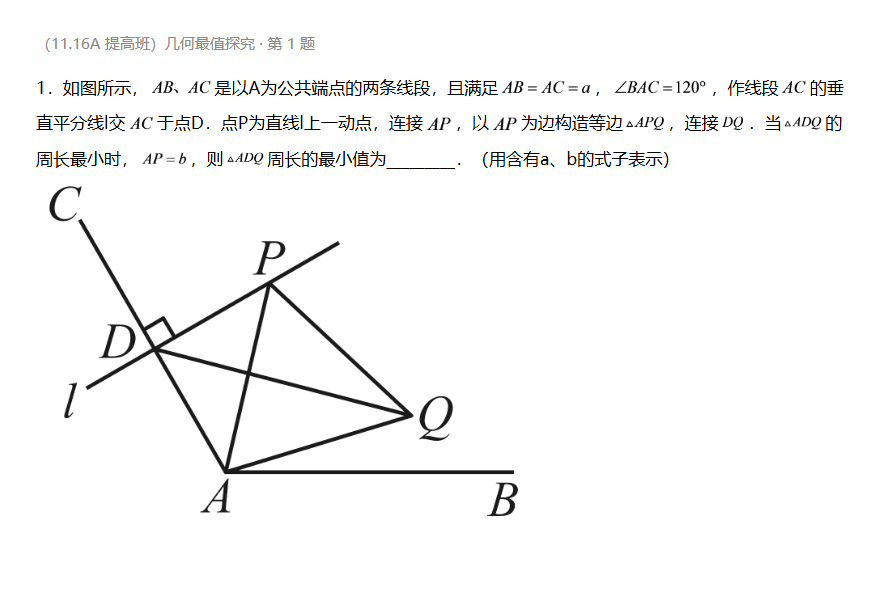 (11.16A 提高班) 几何最值探究 · 第 1 题
1. 如图所示, AB、AC 是以A为公共端点的两条线段, 且满足 AB = AC = a, ∠BAC = 120°, 作线段 AC 的垂
直平分线l交 AC 于点D. 点P为直线l上一动点, 连接 AP, 以 AP 为边构造等边 △APQ, 连接 DQ. 当 △ADQ 的
周长最小时, AP = b, 则 △ADQ 周长的最小值为________. (用含有a、b的式子表示)
C
P
D
l
Q
A
B